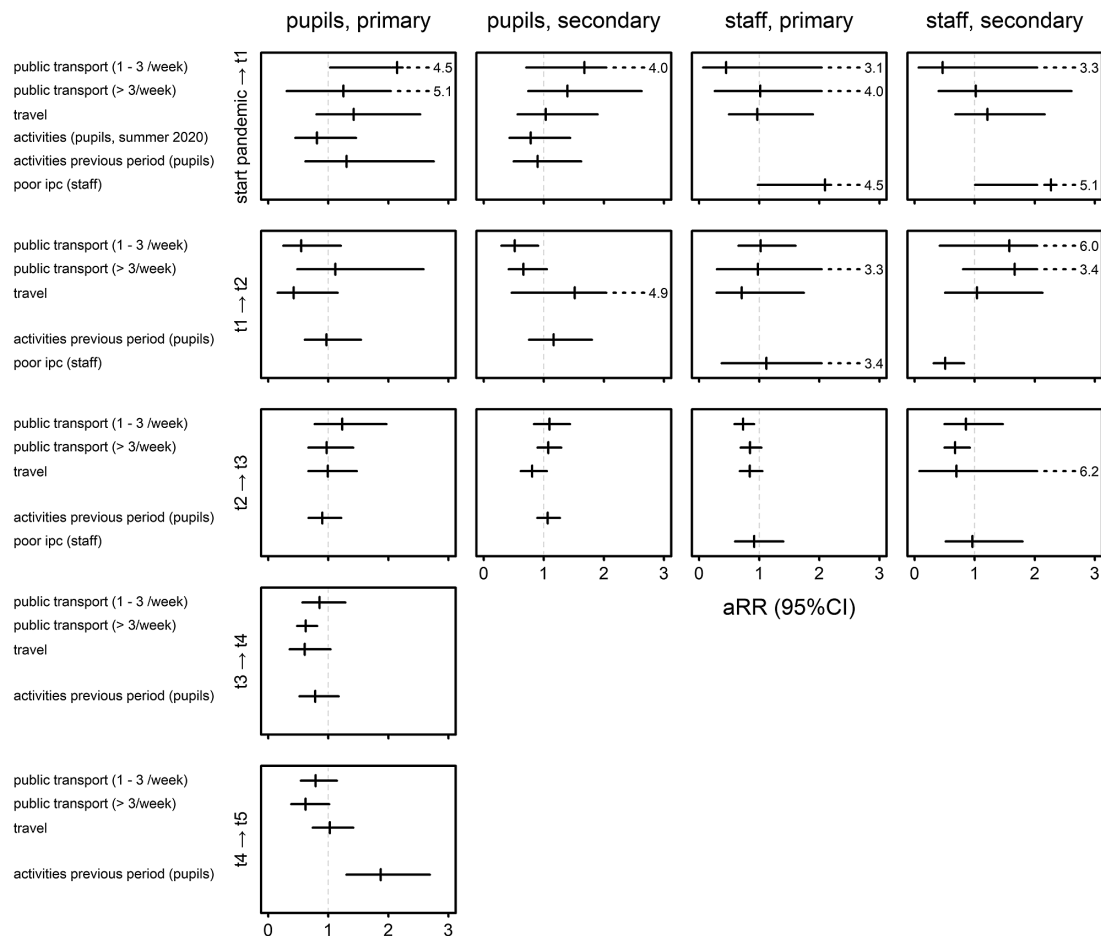 pupils, primary pupils, secondary staff, primary staff, secondary
start pandemic → t1
public transport (1 - 3 /week) 4.5 4.0 3.1 3.3
public transport (> 3/week) 5.1 4.0
travel
activities (pupils, summer 2020)
activities previous period (pupils)
poor ipc (staff) 4.5 5.1
t1 → t2
public transport (1 - 3 /week) 6.0
public transport (> 3/week) 3.3 3.4
travel 4.9
activities previous period (pupils)
poor ipc (staff) 3.4
t2 → t3
public transport (1 - 3 /week)
public transport (> 3/week)
travel 6.2
activities previous period (pupils)
poor ipc (staff)
0 1 2 3 0 1 2 3 0 1 2 3
aRR (95%CI)
t3 → t4
public transport (1 - 3 /week)
public transport (> 3/week)
travel
activities previous period (pupils)
t4 → t5
public transport (1 - 3 /week)
public transport (> 3/week)
travel
activities previous period (pupils)
0 1 2 3